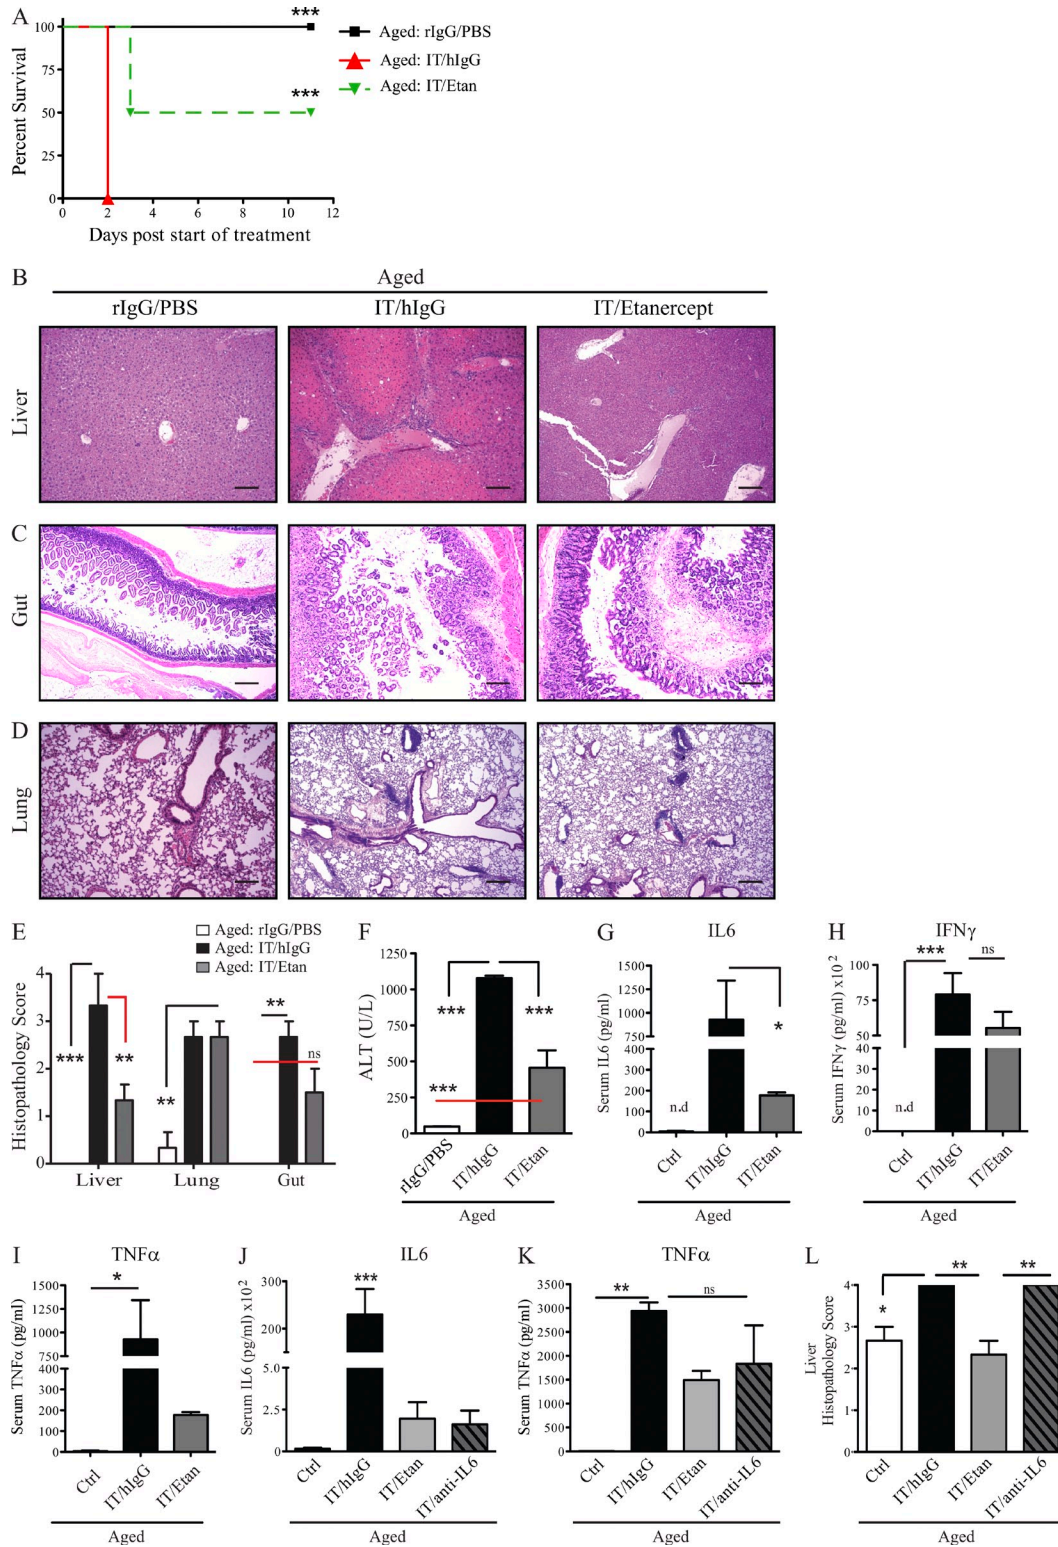 A
***
100
75
50
25
0
Percent Survival
***
0 2 4 6 8 10 12
Days post start of treatment
Aged: rIgG/PBS
Aged: IT/hIgG
Aged: IT/Etan
B
Aged
rIgG/PBS IT/hIgG IT/Etanercept
Liver
C
Gut
D
Lung
E
Aged: rIgG/PBS
Aged: IT/hIgG
Aged: IT/Etan
Histopathology Score
4
3
2
1
0
***
**
**
**
ns
Liver Lung Gut
F
ALT (U/L)
1250
1000
750
500
250
0
***
***
***
rIgG/PBS IT/hIgG IT/Etan
Aged
G
IL6
Serum IL6 (pg/ml)
1500
1250
1000
750
400
300
200
100
0
n.d
*
Ctrl IT/hIgG IT/Etan
Aged
H
IFNγ
Serum IFNγ (pg/ml) x10²
100
75
50
40
30
20
10
0
***
ns
n.d
Ctrl IT/hIgG IT/Etan
Aged
I
TNFα
Serum TNFα (pg/ml)
1500
1250
1000
750
400
300
200
100
0
*
Ctrl IT/hIgG IT/Etan
Aged
J
IL6
Serum IL6 (pg/ml) x10²
300
200
5.0
2.5
0
***
Ctrl IT/hIgG IT/Etan IT/anti-IL6
Aged
K
TNFα
Serum TNFα (pg/ml)
3500
3000
2500
2000
1500
1000
500
0
**
ns
Ctrl IT/hIgG IT/Etan IT/anti-IL6
Aged
L
Liver
Histopathology Score
4
3
2
1
0
*
**
**
Ctrl IT/hIgG IT/Etan IT/anti-IL6
Aged